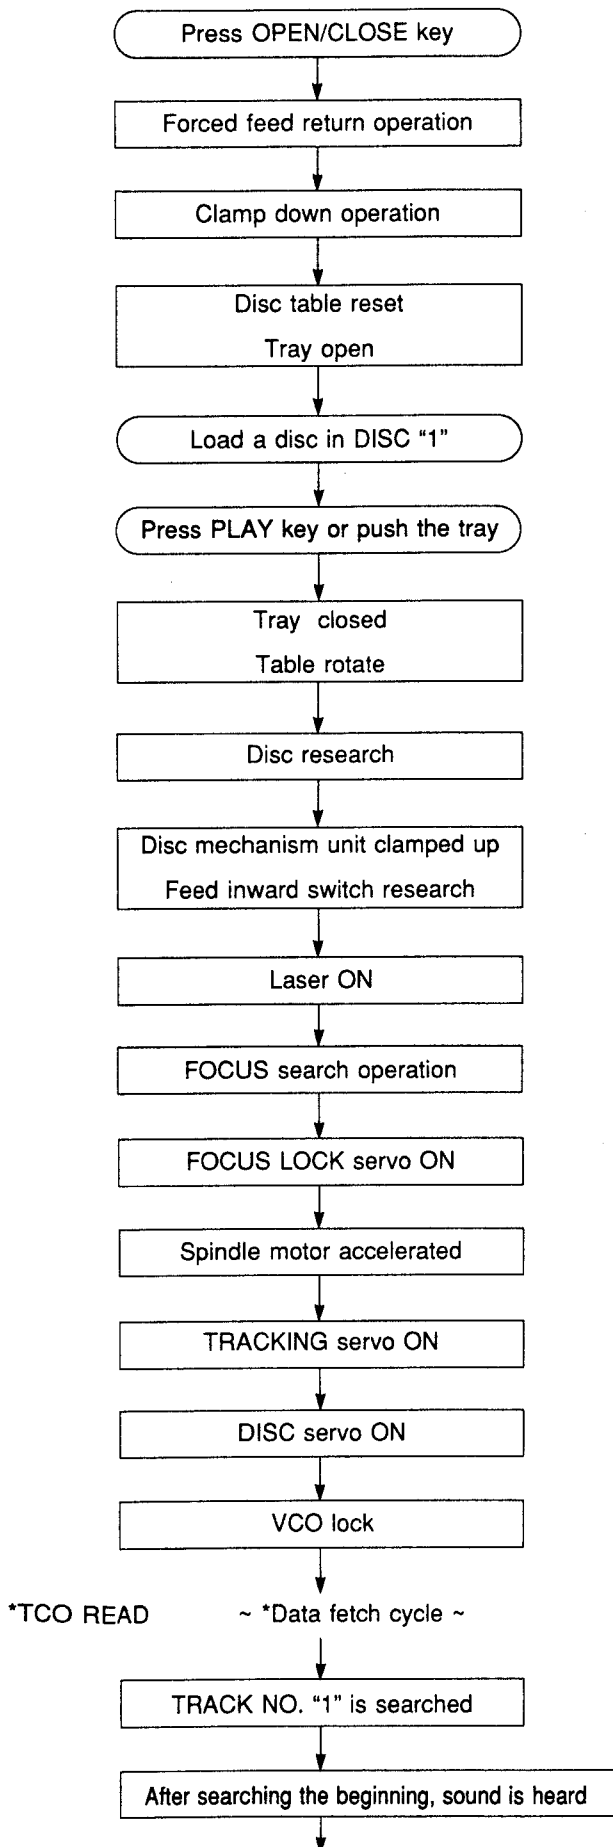 Press OPEN/CLOSE key
Forced feed return operation
Clamp down operation
Disc table reset
Tray open
Load a disc in DISC “1”
Press PLAY key or push the tray
Tray closed
Table rotate
Disc research
Disc mechanism unit clamped up
Feed inward switch research
Laser ON
FOCUS search operation
FOCUS LOCK servo ON
Spindle motor accelerated
TRACKING servo ON
DISC servo ON
VCO lock
*TCO READ ~ *Data fetch cycle ~
TRACK NO. “1” is searched
After searching the beginning, sound is heard